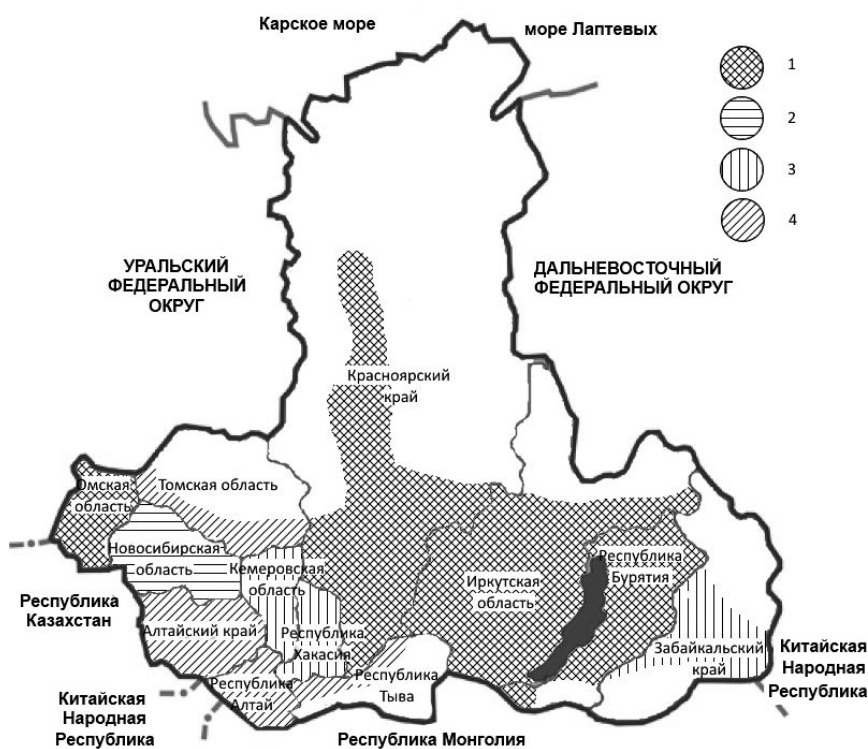 Карское море
море Лаптевых
1
2
3
4
УРАЛЬСКИЙ
ФЕДЕРАЛЬНЫЙ
ОКРУГ
ДАЛЬНЕВОСТОЧНЫЙ
ФЕДЕРАЛЬНЫЙ ОКРУГ
Красноярский
край
Омская
область
Томская область
Новосибирская
область
Кемеровская
область
Иркутская
область
Республика
Бурятия
Республика
Казахстан
Алтайский край
Республика
Хакасия
Забайкальский
край
Китайская
Народная
Республика
Республика
Алтай
Республика
Тыва
Китайская
Народная
Республика
Республика Монголия